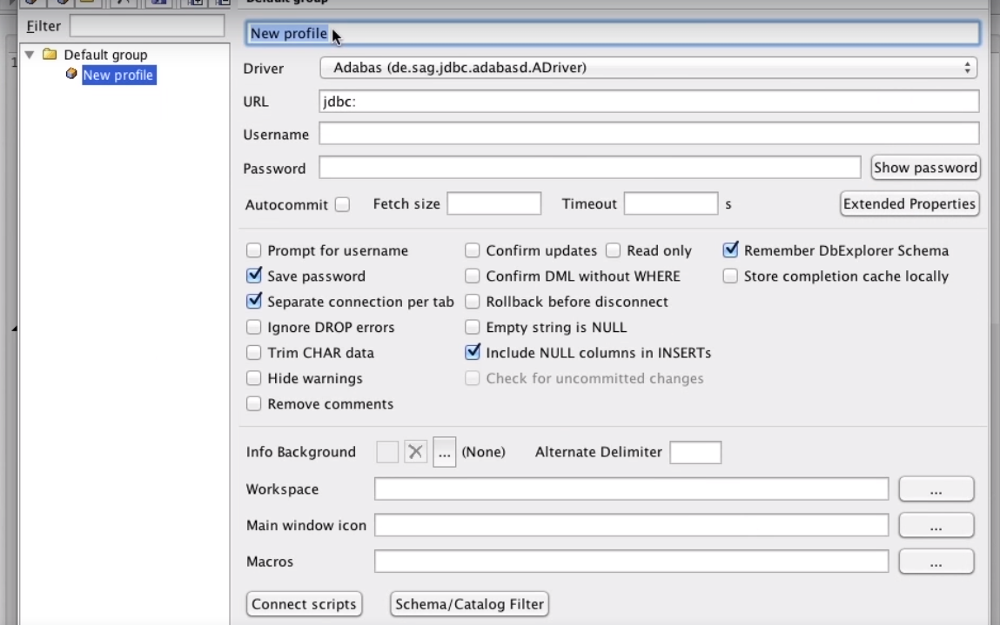 Default group
Filter
New profile
Default group
New profile
Driver Adabas (de.sag.jdbc.adabasd.ADriver)
URL jdbc:
Username
Password Show password
Autocommit Fetch size Timeout s Extended Properties
Prompt for username Confirm updates Read only Remember DbExplorer Schema
Save password Confirm DML without WHERE Store completion cache locally
Separate connection per tab Rollback before disconnect
Ignore DROP errors Empty string is NULL
Trim CHAR data Include NULL columns in INSERTs
Hide warnings Check for uncommitted changes
Remove comments
Info Background ... (None) Alternate Delimiter
Workspace ...
Main window icon ...
Macros ...
Connect scripts Schema/Catalog Filter
1